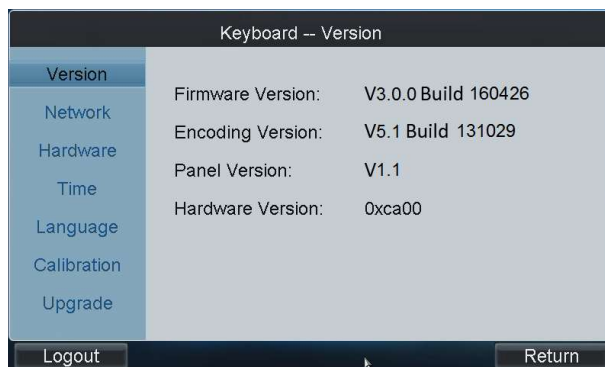 Keyboard -- Version
Version
Network
Hardware
Time
Language
Calibration
Upgrade
Firmware Version: V3.0.0 Build 160426
Encoding Version: V5.1 Build 131029
Panel Version: V1.1
Hardware Version: 0xca00
Logout Return